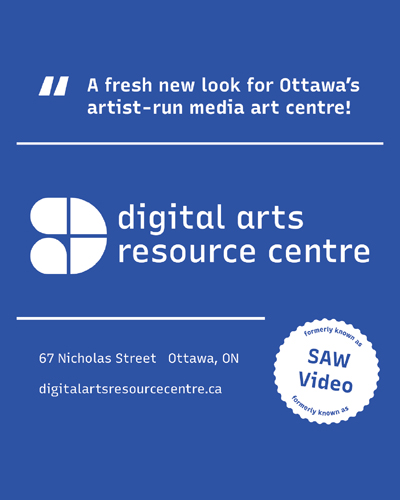 A fresh new look for Ottawa's
artist-run media art centre!
digital arts
resource centre
67 Nicholas Street Ottawa, ON
digitalartsresourcecentre.ca
formerly known as
SAW
Video
formerly known as